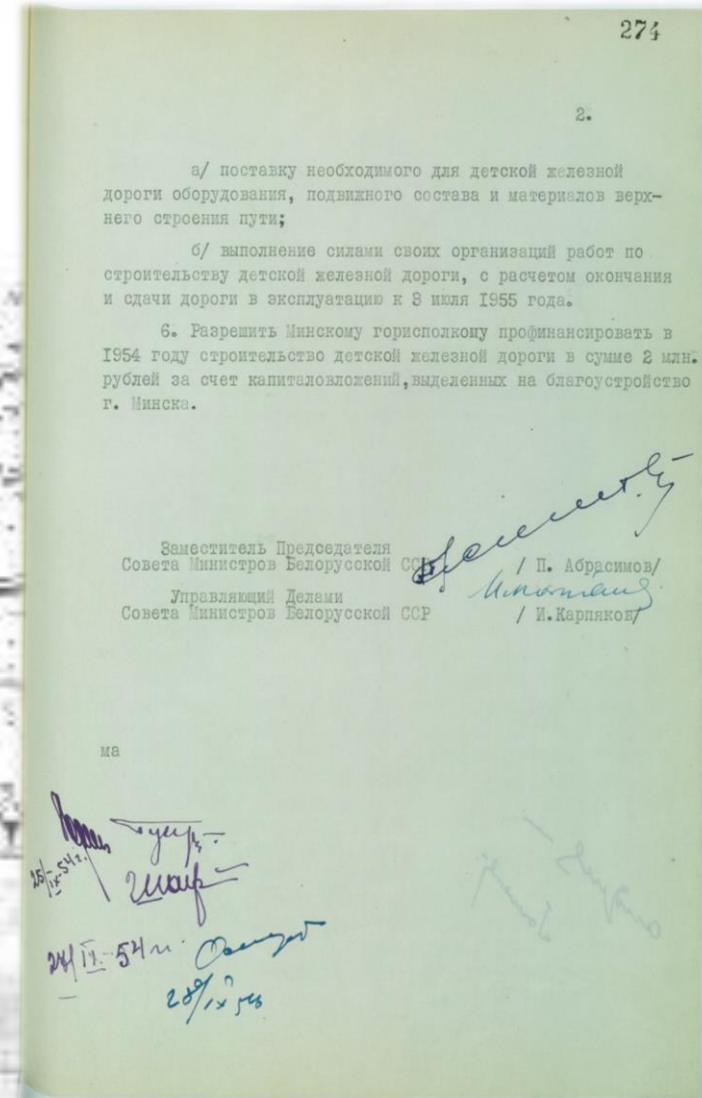 274
2.
а/ поставку необходимого для детской железной
дороги оборудования, подвижного состава и материалов верх-
него строения пути;
б/ выполнение силами своих организаций работ по
строительству детской железной дороги, с расчетом окончания
и сдачи дороги в эксплуатацию к 3 июля 1955 года.
6. Разрешить Минскому горисполкому профинансировать в
1954 году строительство детской железной дороги в сумме 2 млн.
рублей за счет капиталовложений,выделенных на благоустройство
г. Минска.
Заместитель Председателя
Совета Министров Белорусской ССР / П. Абрасимов/
Управляющий Делами
Совета Министров Белорусской ССР / И.Карпяков/
ма
25/IX-54 г.
28/IX 54